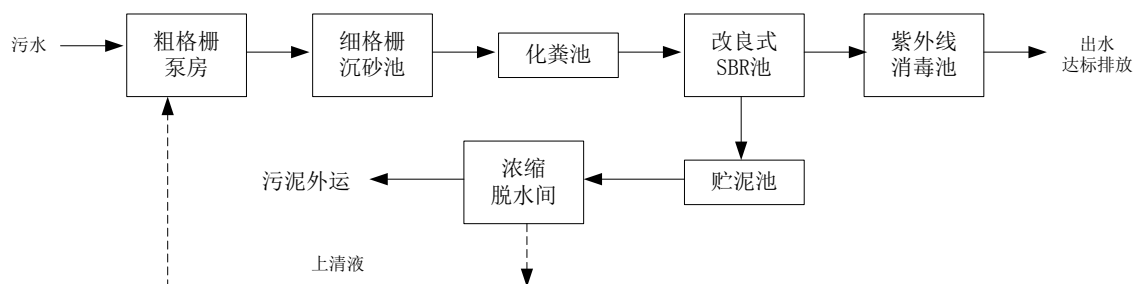 污水
粗格栅
泵房
细格栅
沉砂池
化粪池
改良式
SBR池
紫外线
消毒池
出水
达标排放
污泥外运
浓缩
脱水间
贮泥池
上清液